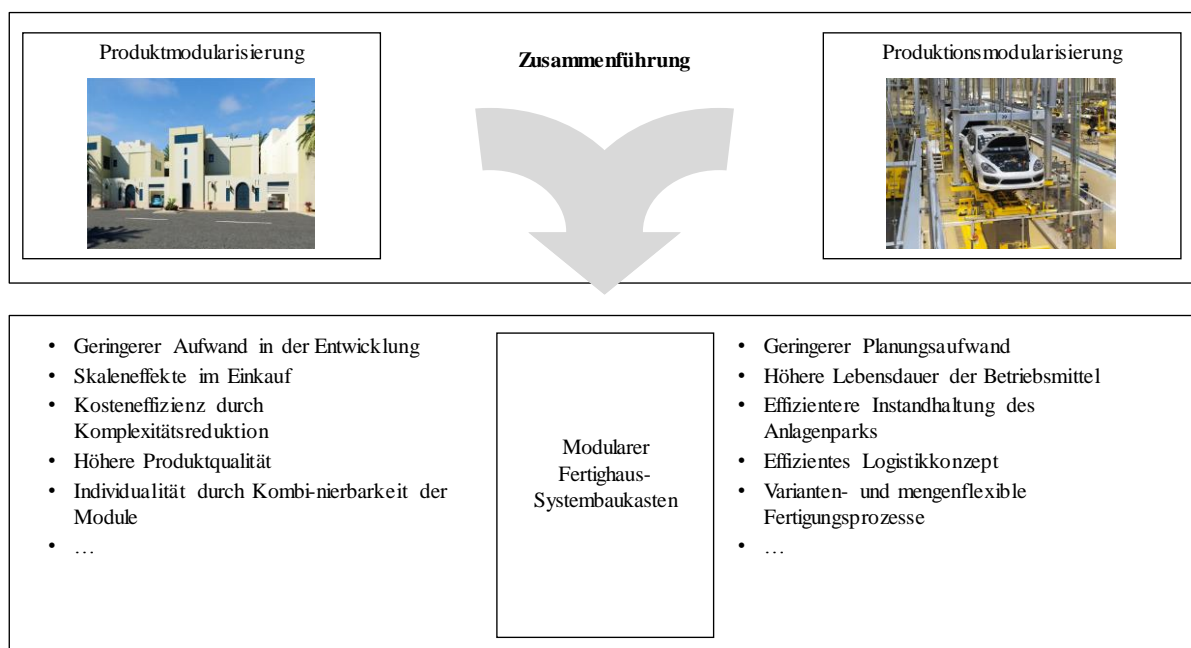 Produktmodularisierung
Zusammenführung
Produktionsmodularisierung
• Geringerer Aufwand in der Entwicklung
• Skaleneffekte im Einkauf
• Kosteneffizienz durch
Komplexitätsreduktion
• Höhere Produktqualität
• Individualität durch Kombi-nierbarkeit der
Module
• …
Modularer
Fertighaus-
Systembaukasten
• Geringerer Planungsaufwand
• Höhere Lebensdauer der Betriebsmittel
• Effizientere Instandhaltung des
Anlagenparks
• Effizientes Logistikkonzept
• Varianten- und mengenflexible
Fertigungsprozesse
• …